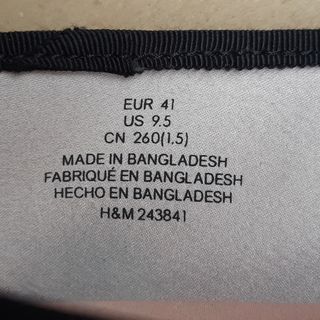 EUR 41
US 9.5
CN 260(1.5)
MADE IN BANGLADESH
FABRIQUÉ EN BANGLADESH
HECHO EN BANGLADESH
H&M 243841